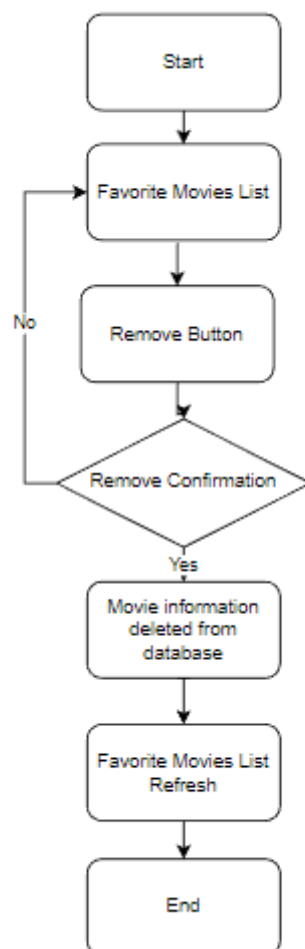 Start
Favorite Movies List
No
Remove Button
Remove Confirmation
Yes
Movie information
deleted from
database
Favorite Movies List
Refresh
End